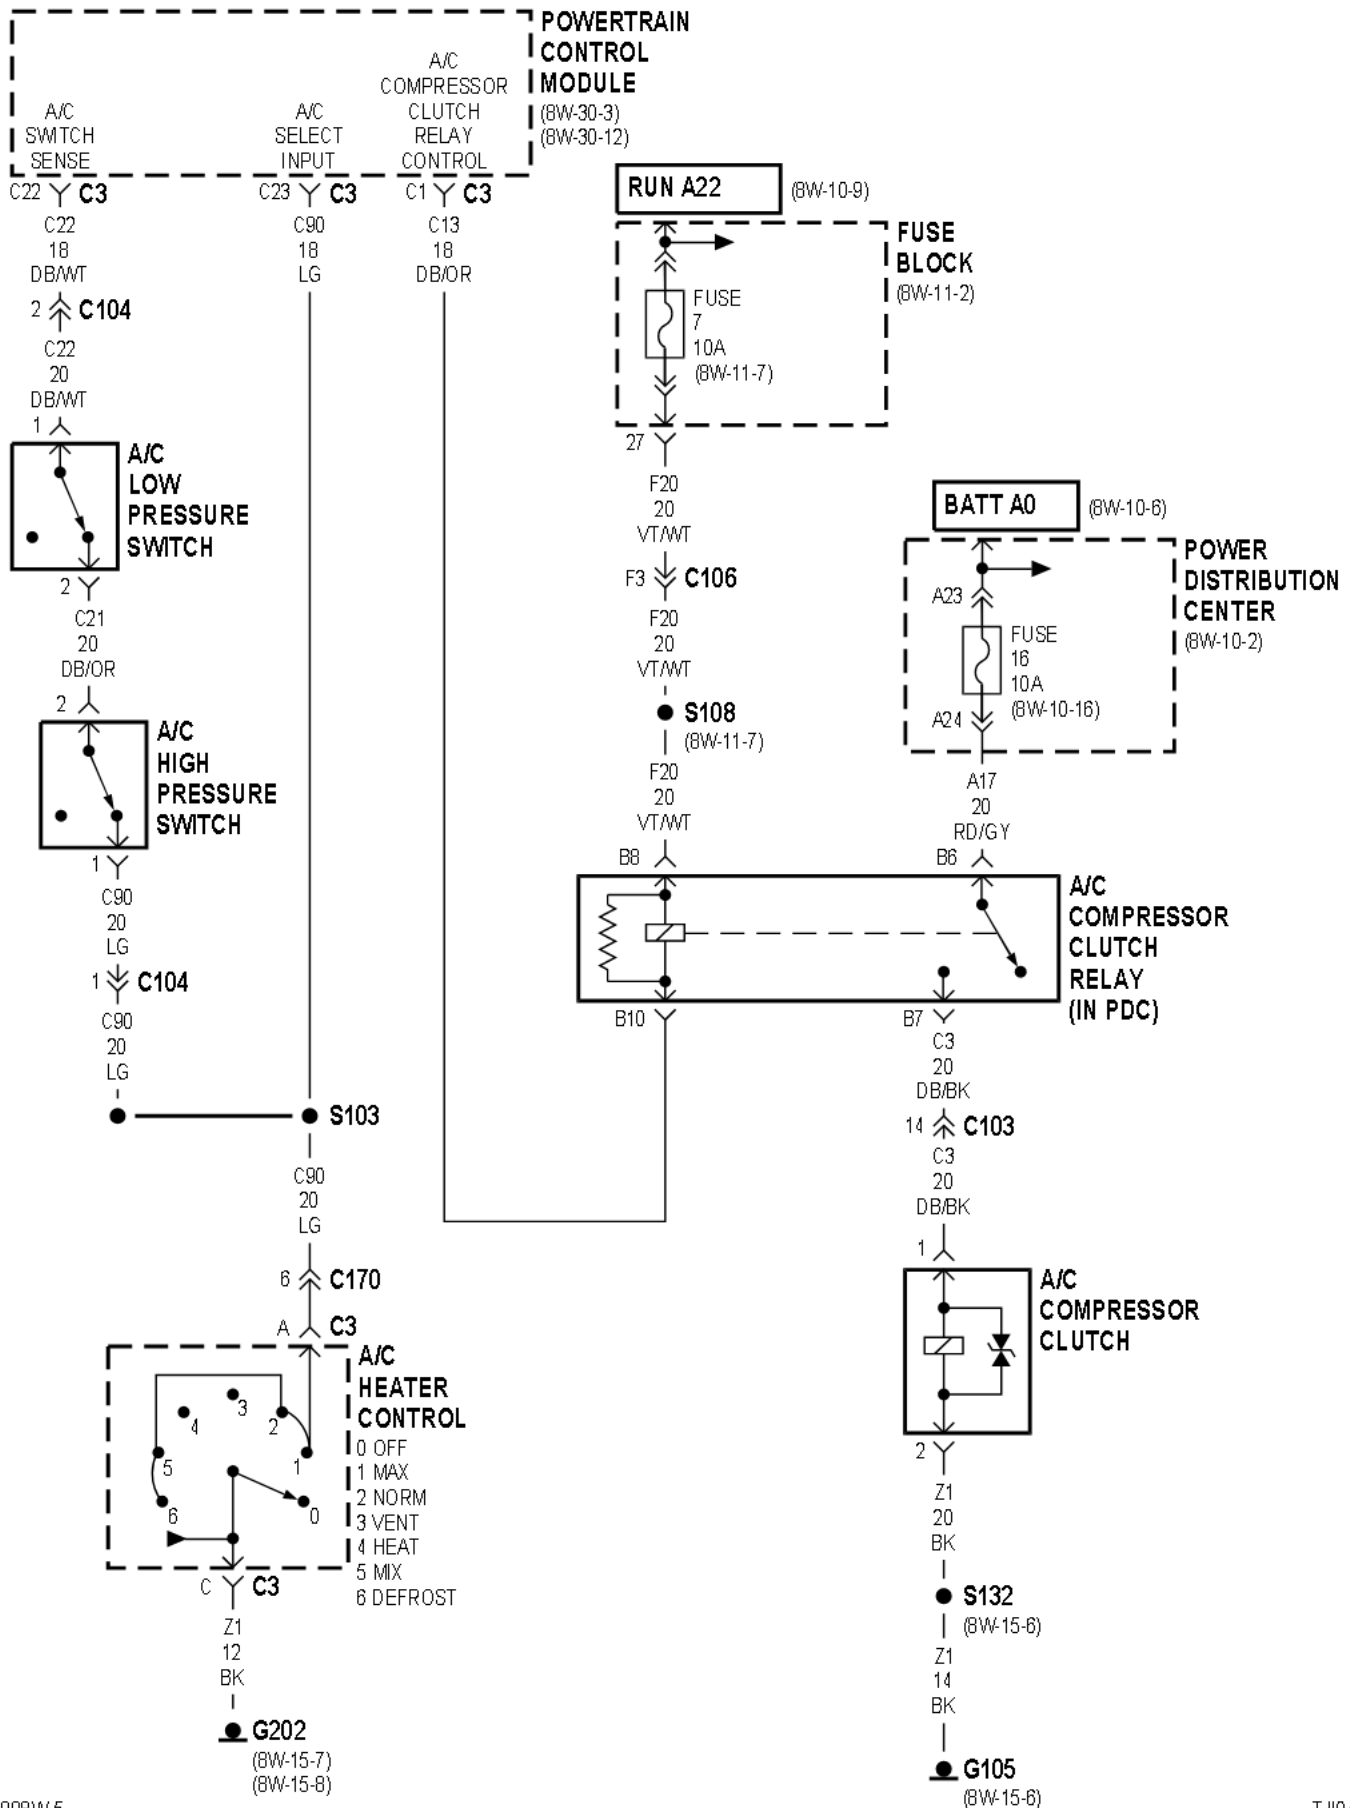 POWERTRAIN
CONTROL
MODULE
(8W-30-3)
(8W-30-12)
A/C
SWITCH
SENSE
A/C
SELECT
INPUT
A/C
COMPRESSOR
CLUTCH
RELAY
CONTROL
C22 C3
C23 C3
C1 C3
C22
18
DB/WT
C90
18
LG
C13
18
DB/OR
2 C104
C22
20
DB/WT
1
A/C
LOW
PRESSURE
SWITCH
2
C21
20
DB/OR
2
A/C
HIGH
PRESSURE
SWITCH
1
C90
20
LG
1 C104
C90
20
LG
S103
C90
20
LG
6 C170
A C3
A/C
HEATER
CONTROL
0 OFF
1 MAX
2 NORM
3 VENT
4 HEAT
5 MIX
6 DEFROST
3
4
2
5
1
6
0
C C3
Z1
12
BK
G202
(8W-15-7)
(8W-15-8)
RUN A22
(8W-10-9)
FUSE
BLOCK
(8W-11-2)
FUSE
7
10A
(8W-11-7)
27
F20
20
VT/WT
F3 C106
F20
20
VT/WT
S108
(8W-11-7)
F20
20
VT/WT
B8
BATT A0
(8W-10-6)
POWER
DISTRIBUTION
CENTER
(8W-10-2)
A23
FUSE
16
10A
(8W-10-16)
A24
A17
20
RD/GY
B6
A/C
COMPRESSOR
CLUTCH
RELAY
(IN PDC)
B10
B7
C3
20
DB/BK
14 C103
C3
20
DB/BK
1
A/C
COMPRESSOR
CLUTCH
2
Z1
20
BK
S132
(8W-15-6)
Z1
14
BK
G105
(8W-15-6)